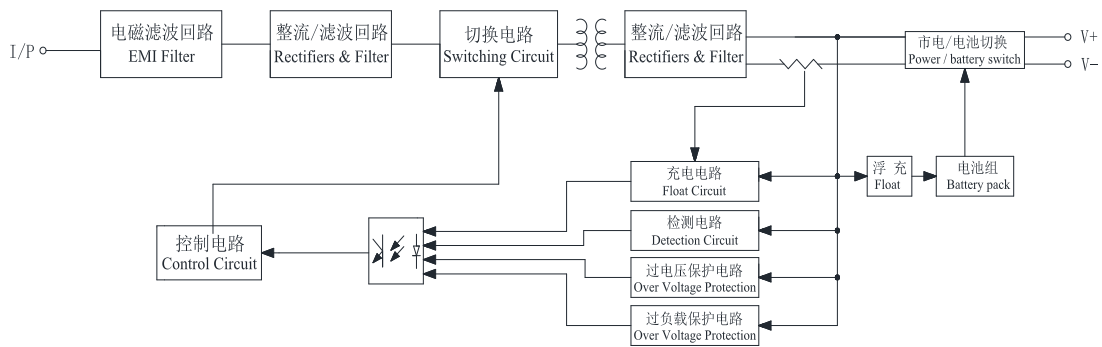 I/P
电磁滤波回路
EMI Filter
整流/滤波回路
Rectifiers & Filter
切换电路
Switching Circuit
整流/滤波回路
Rectifiers & Filter
市电/电池切换
Power / battery switch
V+
V-
充电电路
Float Circuit
浮 充
Float
电池组
Battery pack
检测电路
Detection Circuit
控制电路
Control Circuit
过电压保护电路
Over Voltage Protection
过负载保护电路
Over Voltage Protection